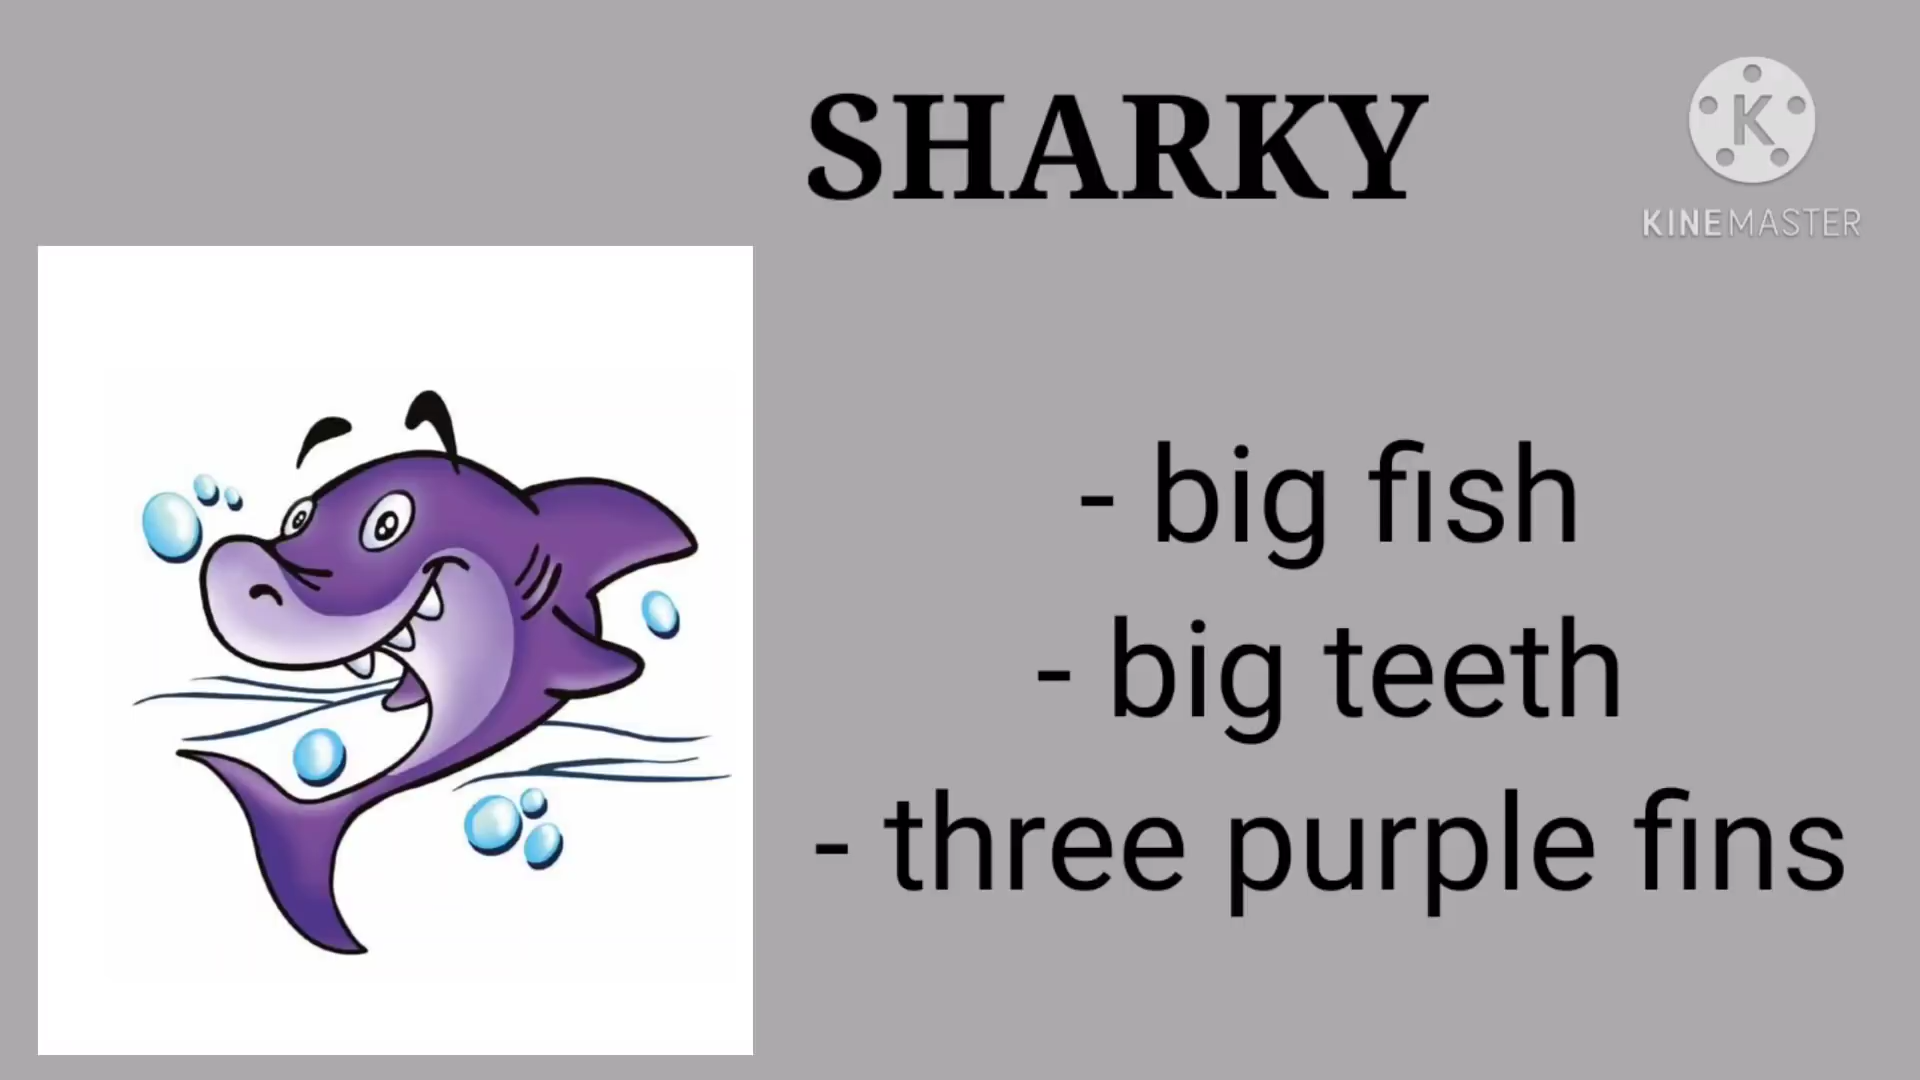 SHARKY
K
KINEMASTER
- big fish
- big teeth
- three purple fins